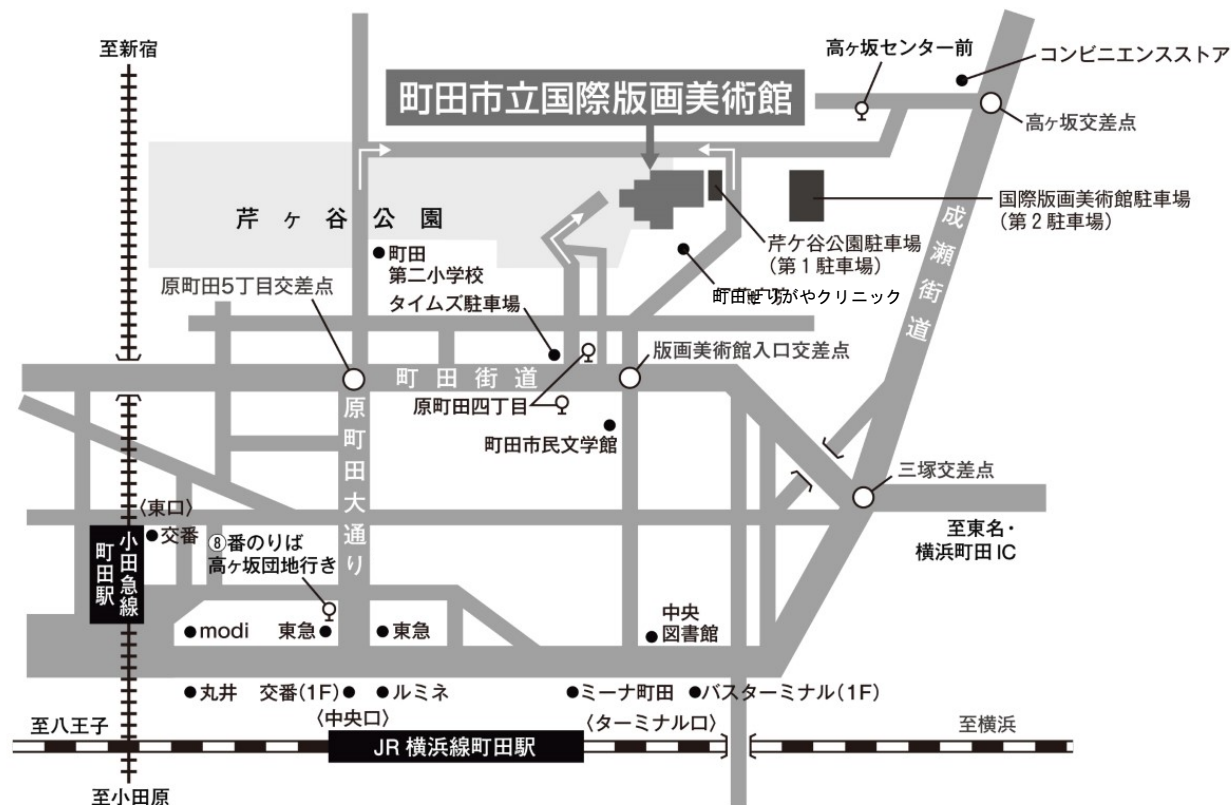 至新宿
高ヶ坂センター前
コンビニエンスストア
町田市立国際版画美術館
高ヶ坂交差点
国際版画美術館駐車場
(第2駐車場)
成瀬街道
芹ヶ谷公園
芹ケ谷公園駐車場
(第1駐車場)
町田
第二小学校
原町田5丁目交差点
タイムズ駐車場
がやクリニック
版画美術館入口交差点
町田街道
原町田四丁目
町田市民文学館
原町田大通り
三塚交差点
至東名・
横浜町田IC
〈東口〉
交番
小田急線
町田駅
⑧番のりば
高ヶ坂団地行き
modi
東急
東急
中央
図書館
丸井
交番(1F)
ルミネ
ミーナ町田
バスターミナル(1F)
〈中央口〉
〈ターミナル口〉
至八王子
JR横浜線町田駅
至横浜
至小田原